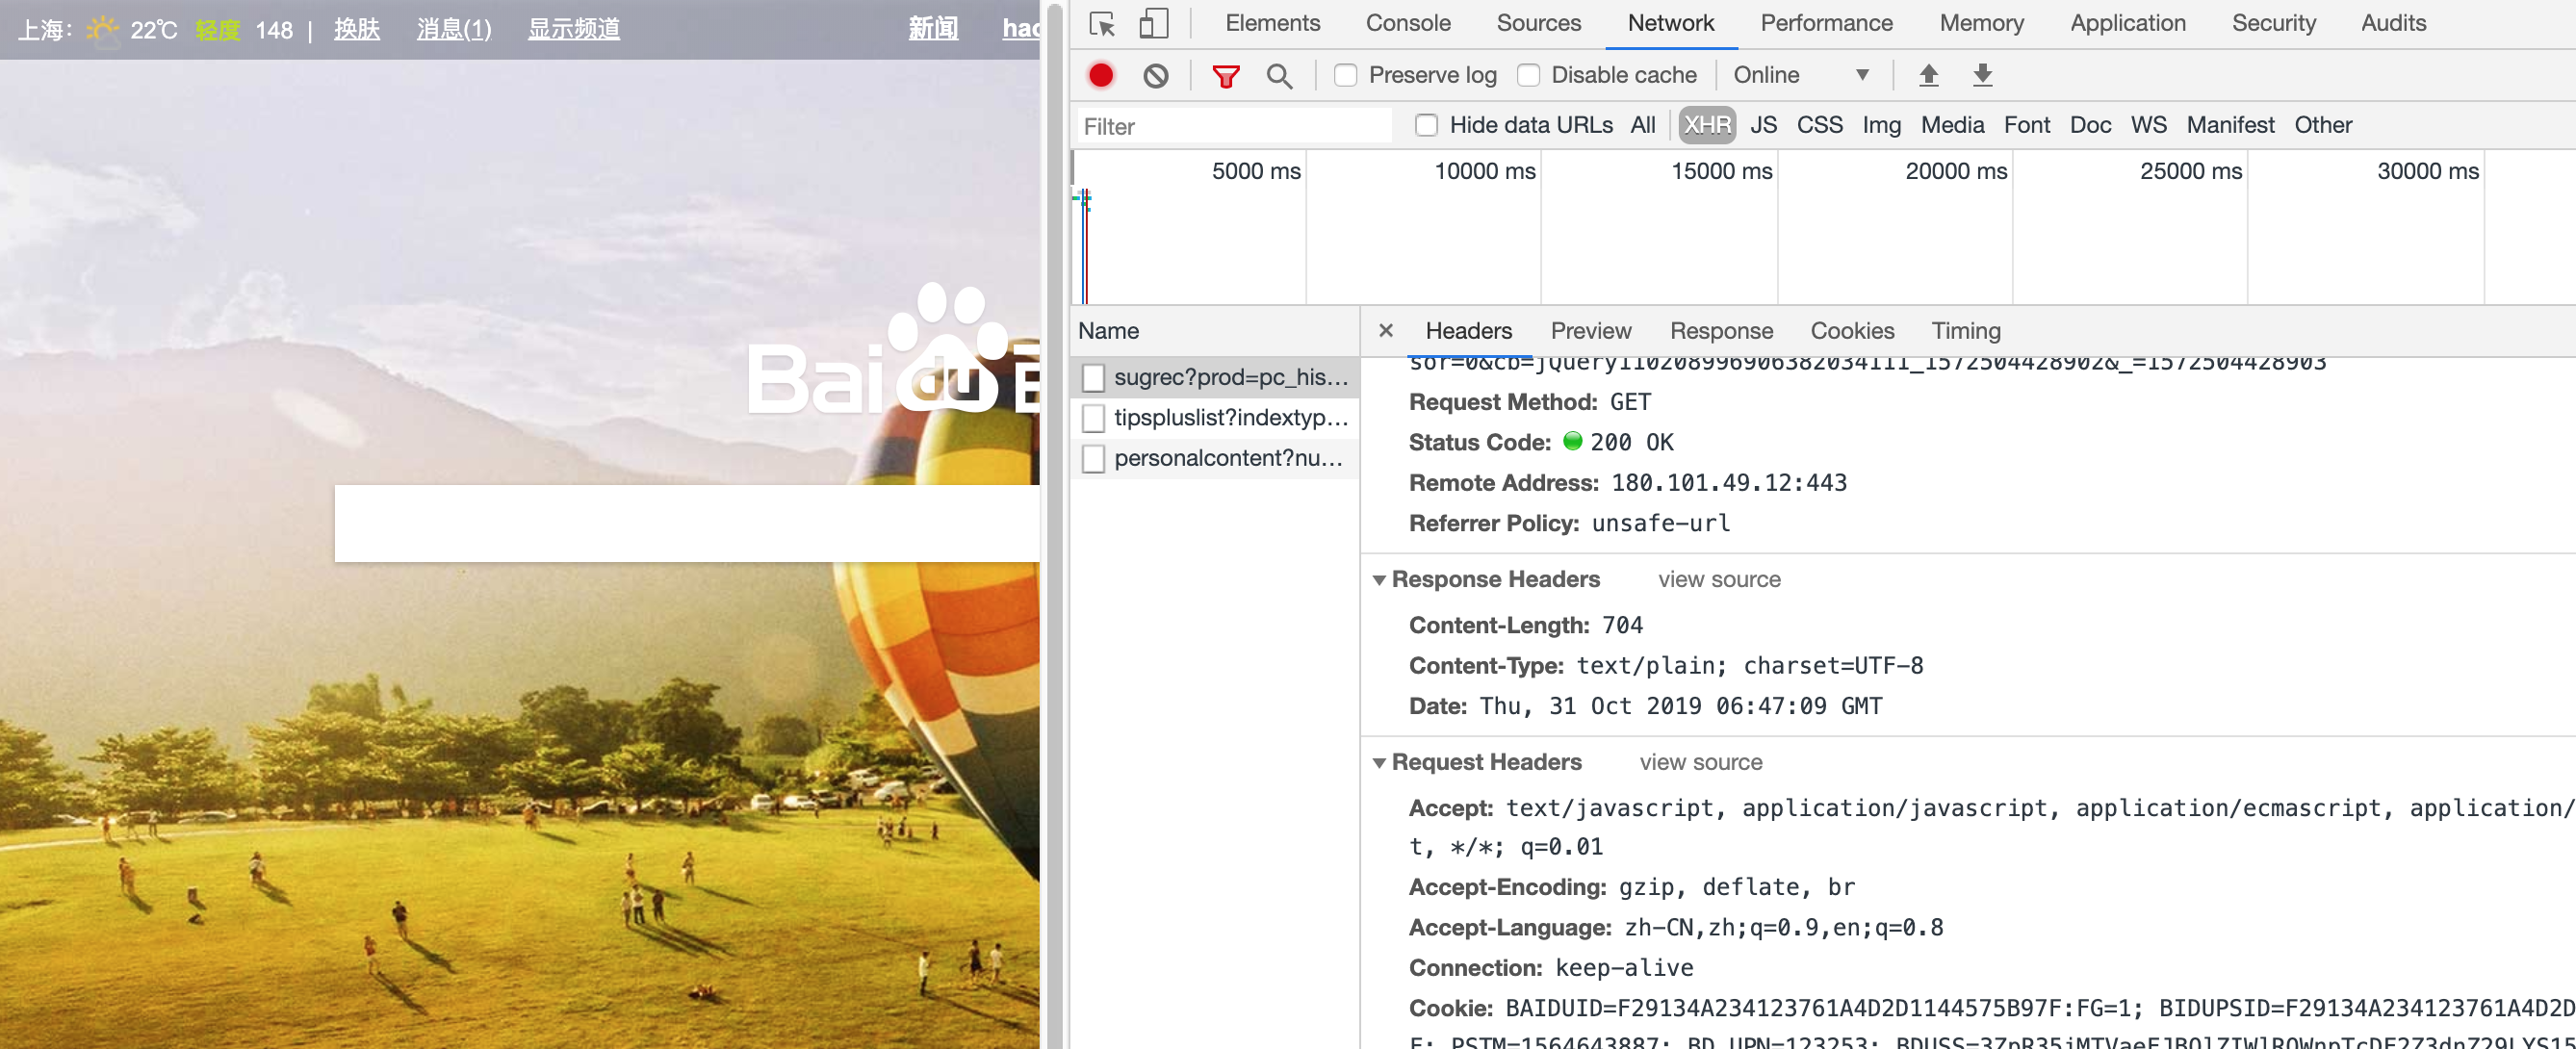 上海: 22℃ 轻度 148 | 换肤 消息(1) 显示频道 新闻
Baidu
Elements Console Sources Network Performance Memory Application Security Audits
Preserve log Disable cache Online
Filter Hide data URLs All XHR JS CSS Img Media Font Doc WS Manifest Other
5000 ms 10000 ms 15000 ms 20000 ms 25000 ms 30000 ms
Name
sugrec?prod=pc_his…
tipspluslist?indextyp…
personalcontent?nu…
× Headers Preview Response Cookies Timing
sor=0&cb=jQuery110208996906382034111_1572504428902&_=1572504428903
Request Method: GET
Status Code: 200 OK
Remote Address: 180.101.49.12:443
Referrer Policy: unsafe-url
Response Headers view source
Content-Length: 704
Content-Type: text/plain; charset=UTF-8
Date: Thu, 31 Oct 2019 06:47:09 GMT
Request Headers view source
Accept: text/javascript, application/javascript, application/ecmascript, application/
t, */*; q=0.01
Accept-Encoding: gzip, deflate, br
Accept-Language: zh-CN,zh;q=0.9,en;q=0.8
Connection: keep-alive
Cookie: BAIDUID=F29134A234123761A4D2D1144575B97F:FG=1; BIDUPSID=F29134A234123761A4D2D
F; PSTM=1564643887; BD_UPN=123253;